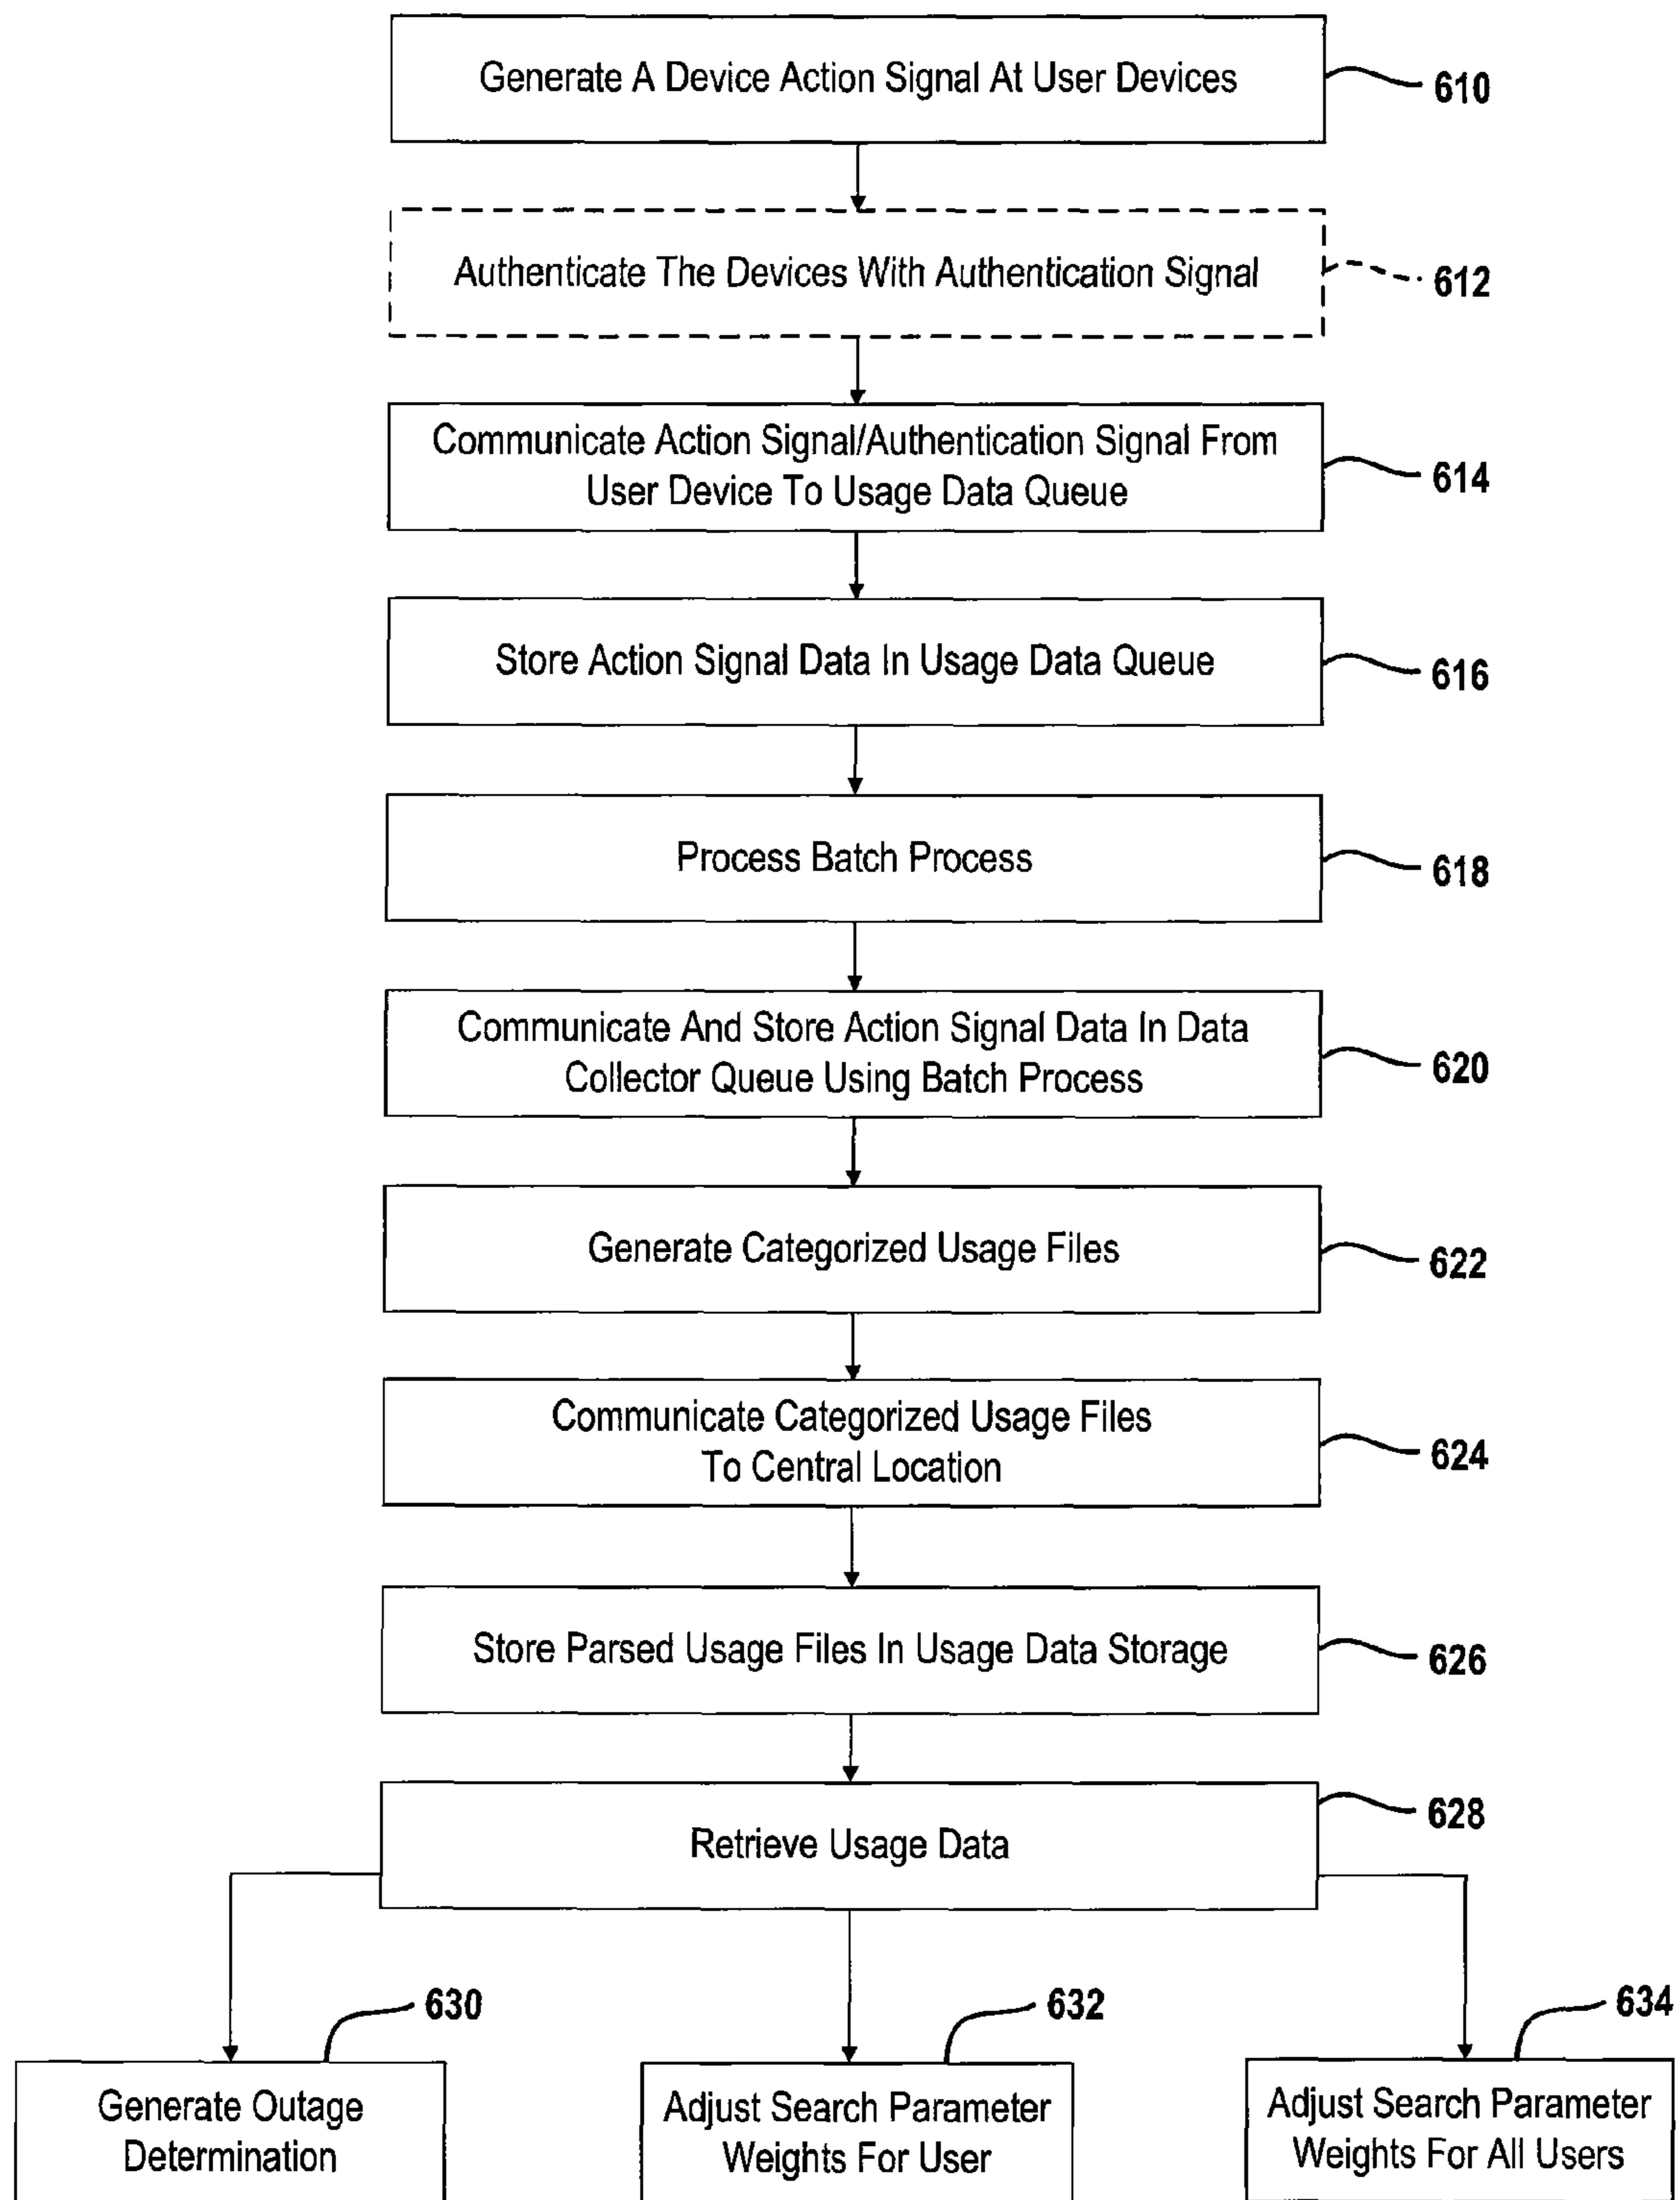 Generate A Device Action Signal At User Devices
610
Authenticate The Devices With Authentication Signal
612
Communicate Action Signal/Authentication Signal From
User Device To Usage Data Queue
614
Store Action Signal Data In Usage Data Queue
616
Process Batch Process
618
Communicate And Store Action Signal Data In Data
Collector Queue Using Batch Process
620
Generate Categorized Usage Files
622
Communicate Categorized Usage Files
To Central Location
624
Store Parsed Usage Files In Usage Data Storage
626
Retrieve Usage Data
628
630
Generate Outage
Determination
632
Adjust Search Parameter
Weights For User
634
Adjust Search Parameter
Weights For All Users